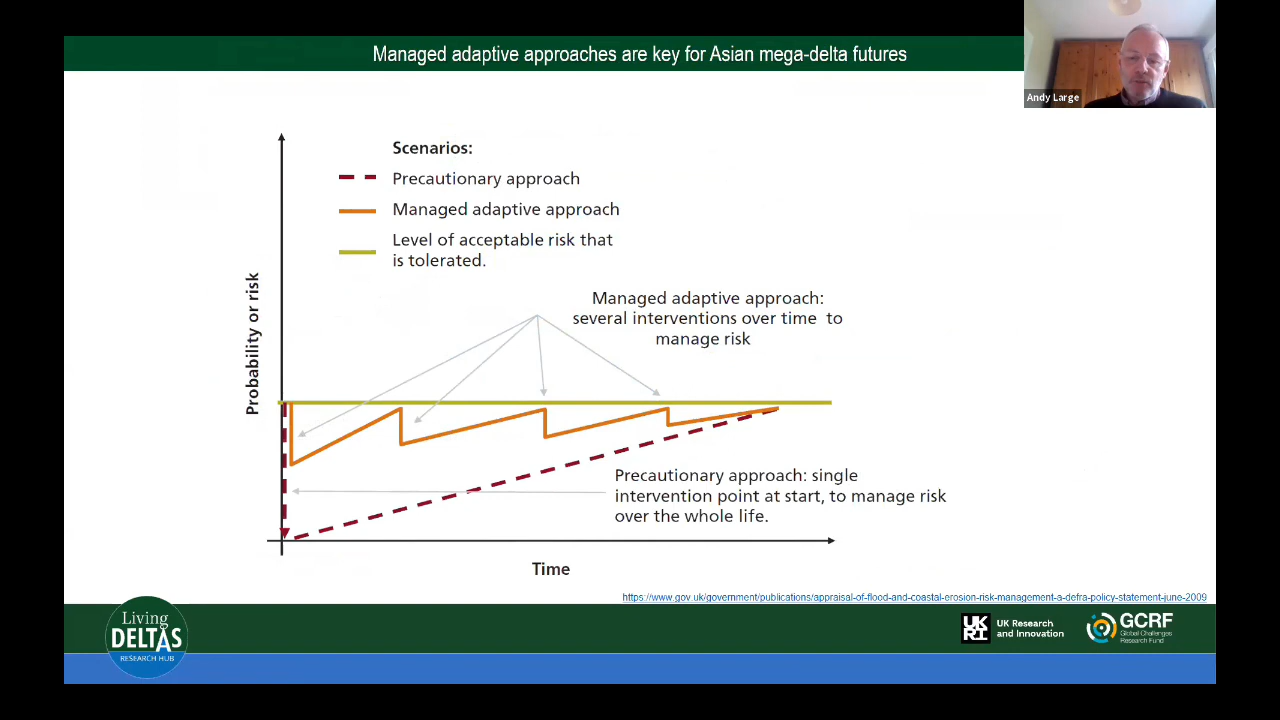 Managed adaptive approaches are key for Asian mega-delta futures
Andy Large
Scenarios:
Precautionary approach
Managed adaptive approach
Level of acceptable risk that
is tolerated.
Managed adaptive approach:
several interventions over time to
manage risk
Probability or risk
Precautionary approach: single
intervention point at start, to manage risk
over the whole life.
Time
https://www.gov.uk/government/publications/appraisal-of-flood-and-coastal-erosion-risk-management-a-defra-policy-statement-june-2009
Living
DELTAS
RESEARCH HUB
UK
RI
UK Research
and Innovation
GCRF
Global Challenges
Research Fund